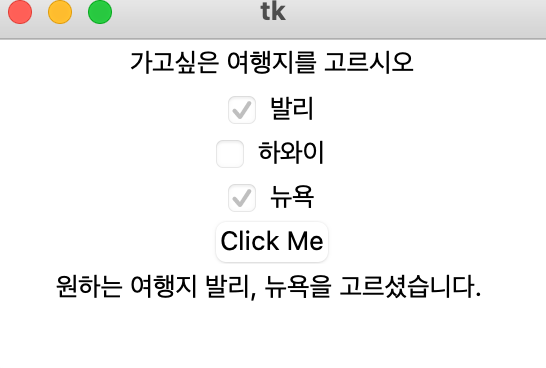 tk
가고싶은 여행지를 고르시오
발리
하와이
뉴욕
Click Me
원하는 여행지 발리, 뉴욕을 고르셨습니다.